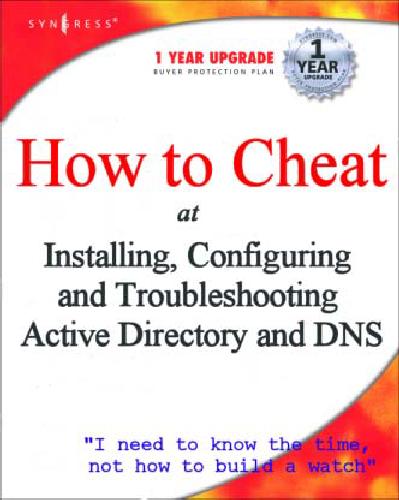 SYNGRESS®
1 YEAR UPGRADE
BUYER PROTECTION PLAN
1
YEAR
UPGRADE
How to Cheat
at
Installing, Configuring
and Troubleshooting
Active Directory and DNS
"I need to know the time,
not how to build a watch"